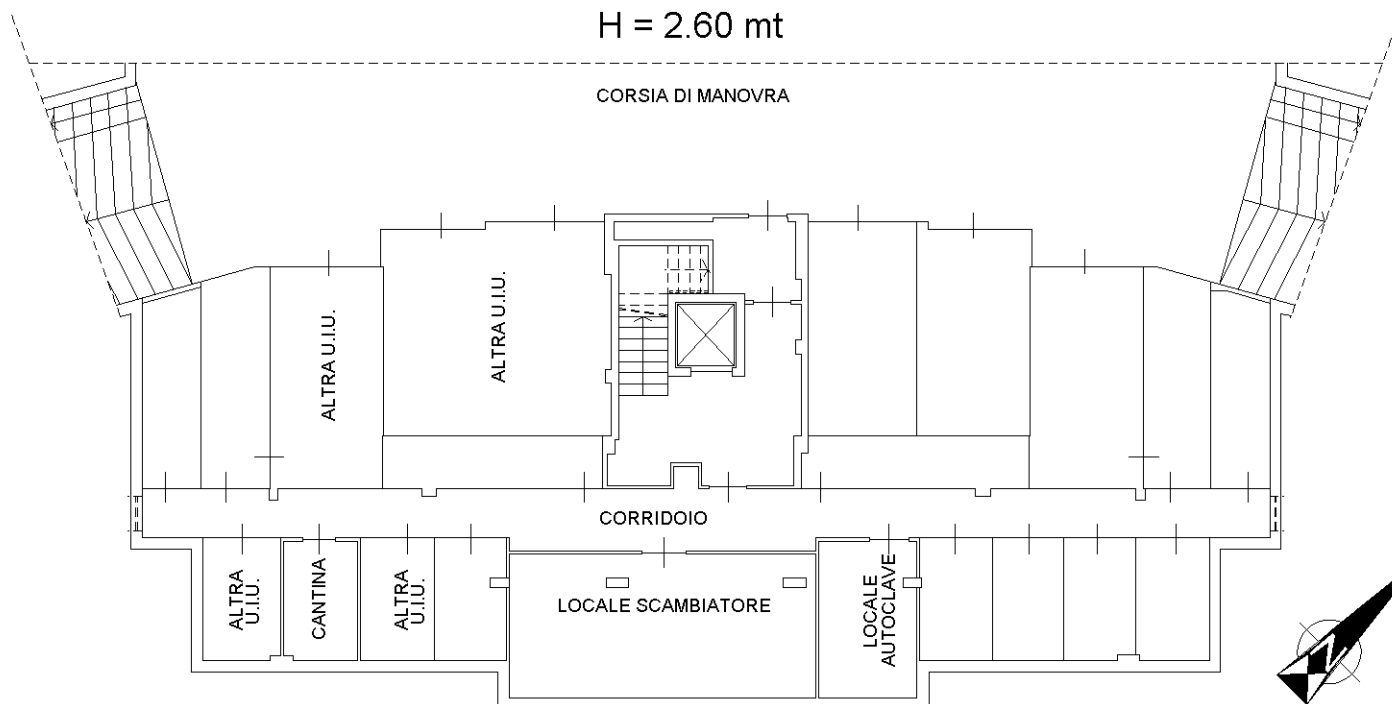 H = 2.60 mt
CORSIA DI MANOVRA
ALTRA U.I.U.
ALTRA U.I.U.
CORRIDOIO
ALTRA
U.I.U.
CANTINA
ALTRA
U.I.U.
LOCALE SCAMBIATORE
LOCALE
AUTOCLAVE
N